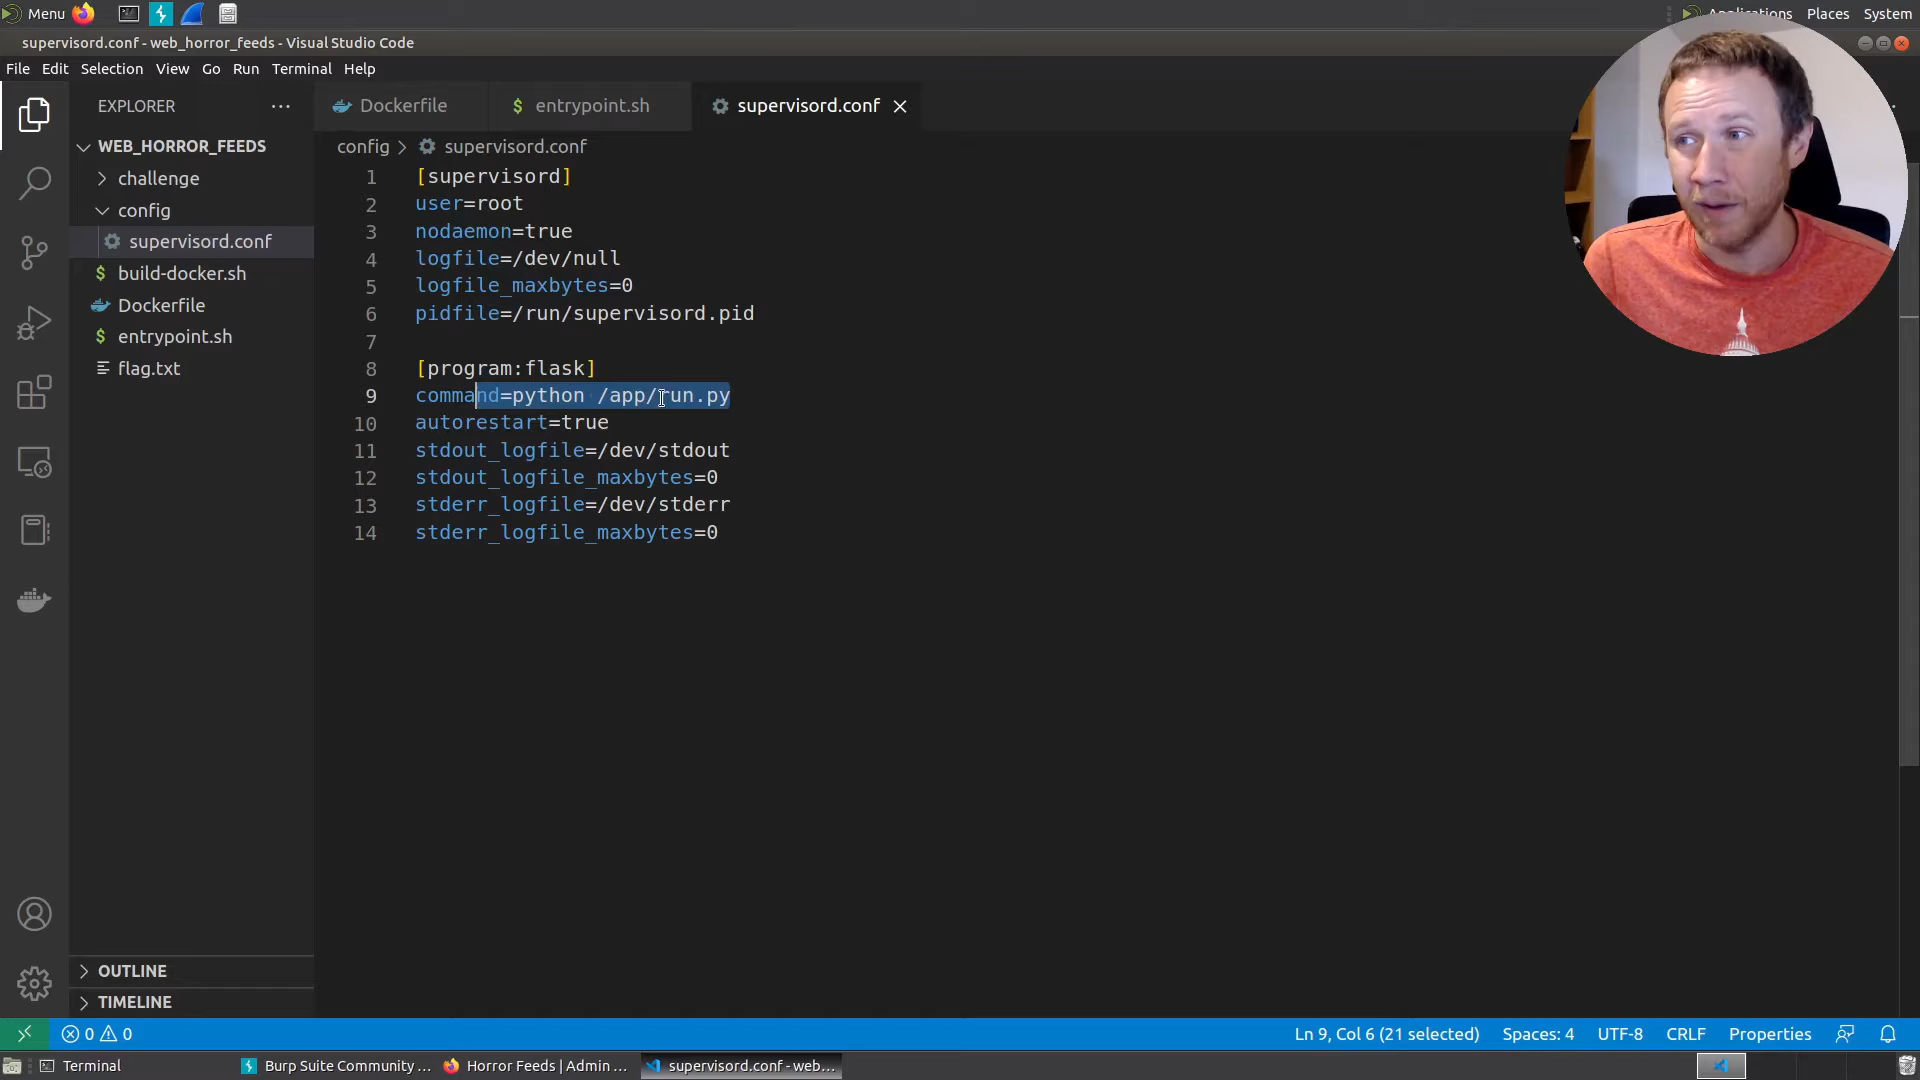 Menu
Applications Places System
supervisord.conf - web_horror_feeds - Visual Studio Code
File Edit Selection View Go Run Terminal Help
EXPLORER
WEB_HORROR_FEEDS
challenge
config
supervisord.conf
build-docker.sh
Dockerfile
entrypoint.sh
flag.txt
OUTLINE
TIMELINE
Dockerfile $ entrypoint.sh supervisord.conf
config > supervisord.conf
1 [supervisord]
2 user=root
3 nodaemon=true
4 logfile=/dev/null
5 logfile_maxbytes=0
6 pidfile=/run/supervisord.pid
7
8 [program:flask]
9 command=python /app/run.py
10 autorestart=true
11 stdout_logfile=/dev/stdout
12 stdout_logfile_maxbytes=0
13 stderr_logfile=/dev/stderr
14 stderr_logfile_maxbytes=0
0 0 Ln 9, Col 6 (21 selected) Spaces: 4 UTF-8 CRLF Properties
Terminal Burp Suite Community ... Horror Feeds | Admin ... supervisord.conf - web...